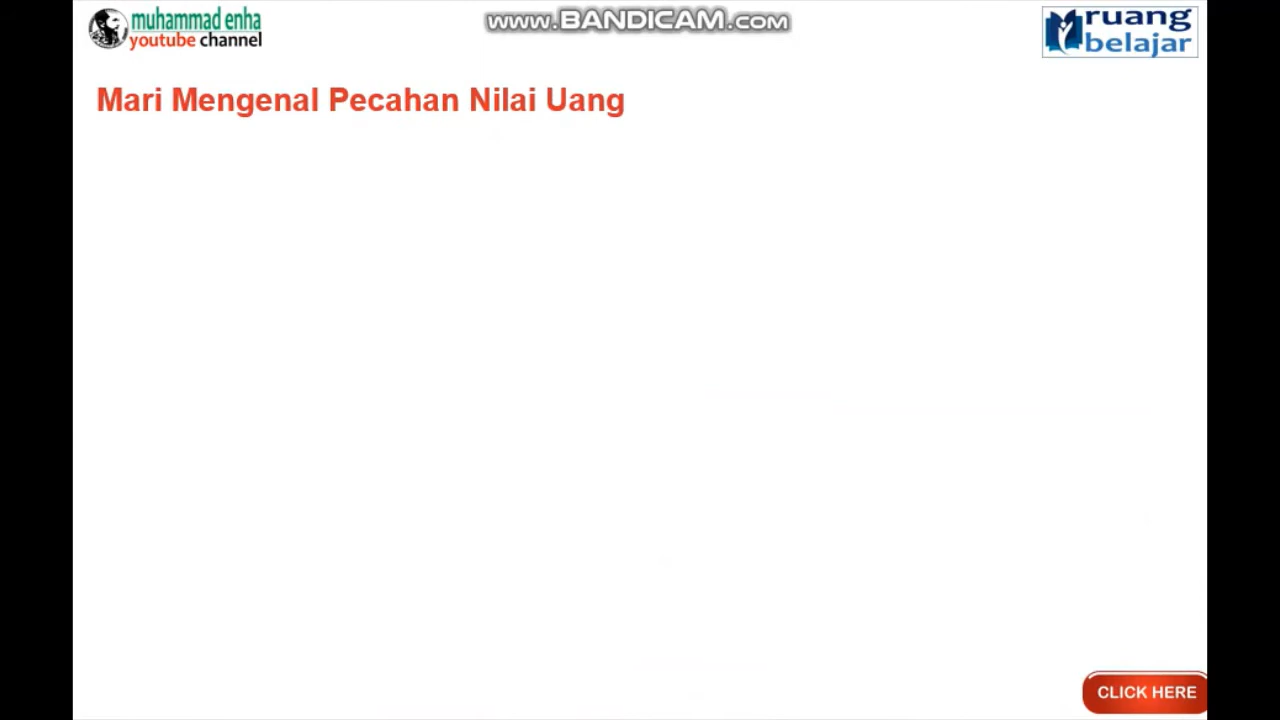 muhammad enha
youtube channel
www.BANDICAM.com
ruang
belajar
Mari Mengenal Pecahan Nilai Uang
CLICK HERE